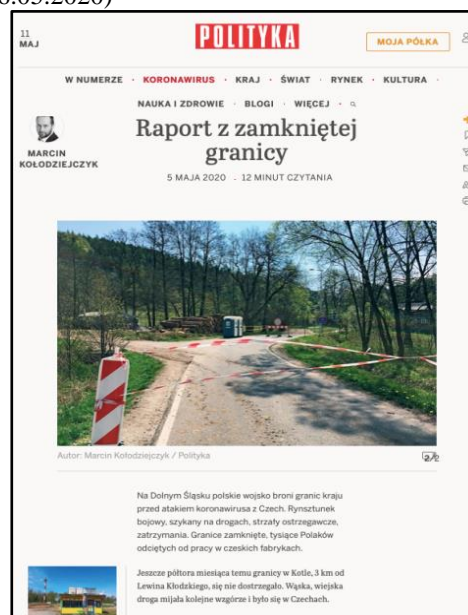 8.05.2020)
11
MAJ
POLITYKA
MOJA PÓŁKA
W NUMERZE · KORONAWIRUS · KRAJ · ŚWIAT · RYNEK · KULTURA ·
NAUKA I ZDROWIE · BLOGI · WIĘCEJ ·
MARCIN
KOŁODZIEJCZYK
Raport z zamkniętej
granicy
5 MAJA 2020 . 12 MINUT CZYTANIA
Autor: Marcin Kołodziejczyk / Polityka
Na Dolnym Śląsku polskie wojsko broni granic kraju
przed atakiem koronawirusa z Czech. Rynsztunek
bojowy, szykany na drogach, strzały ostrzegawcze,
zatrzymania. Granice zamknięte, tysiące Polaków
odciętych od pracy w czeskich fabrykach.
Jeszcze półtora miesiąca temu granicy w Kotle, 3 km od
Lewina Kłodzkiego, się nie dostrzegało. Wąska, wiejska
droga mijała kolejne wzgórze i było się w Czechach.